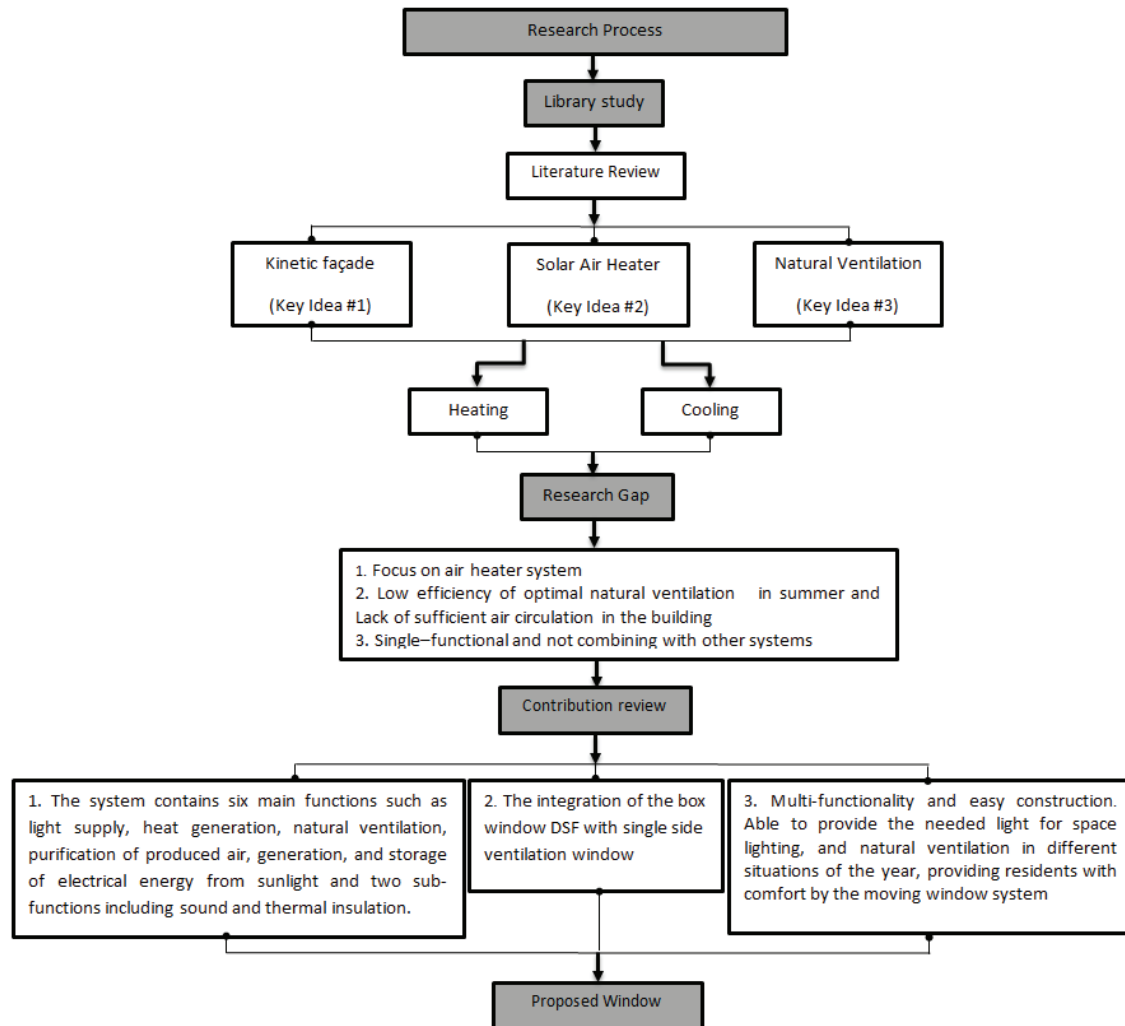 Research Process
Library study
Literature Review
Kinetic façade
(Key Idea #1)
Solar Air Heater
(Key Idea #2)
Natural Ventilation
(Key Idea #3)
Heating
Cooling
Research Gap
1. Focus on air heater system
2. Low efficiency of optimal natural ventilation in summer and
Lack of sufficient air circulation in the building
3. Single–functional and not combining with other systems
Contribution review
1. The system contains six main functions such as
light supply, heat generation, natural ventilation,
purification of produced air, generation, and storage
of electrical energy from sunlight and two sub-
functions including sound and thermal insulation.
2. The integration of the box
window DSF with single side
ventilation window
3. Multi-functionality and easy construction.
Able to provide the needed light for space
lighting, and natural ventilation in different
situations of the year, providing residents with
comfort by the moving window system
Proposed Window